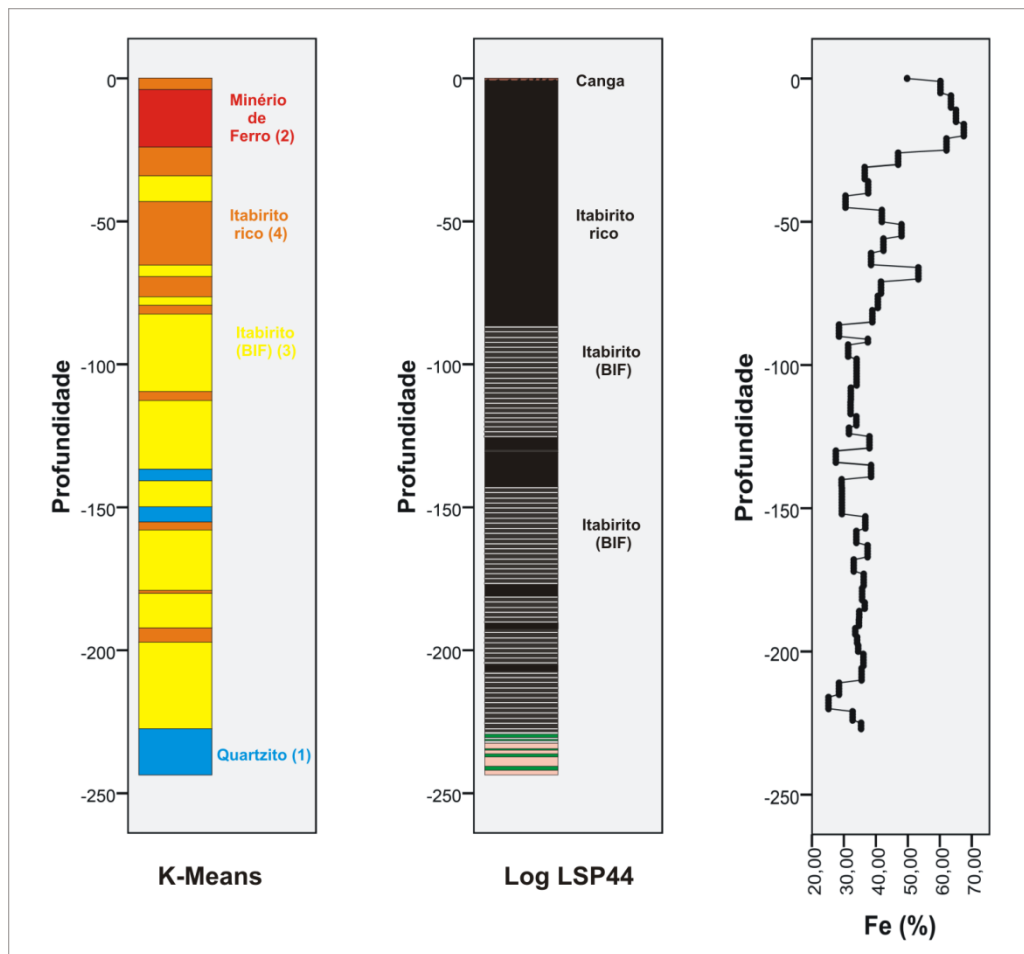 0
-50
-100
-150
-200
-250
Profundidade
Minério
de
Ferro (2)
Itabirito
rico (4)
Itabirito
(BIF) (3)
Quartzito (1)
K-Means
0
-50
-100
-150
-200
-250
Profundidade
Canga
Itabirito
rico
Itabirito
(BIF)
Itabirito
(BIF)
Log LSP44
0
-50
-100
-150
-200
-250
Profundidade
20,00
30,00
40,00
50,00
60,00
70,00
Fe (%)